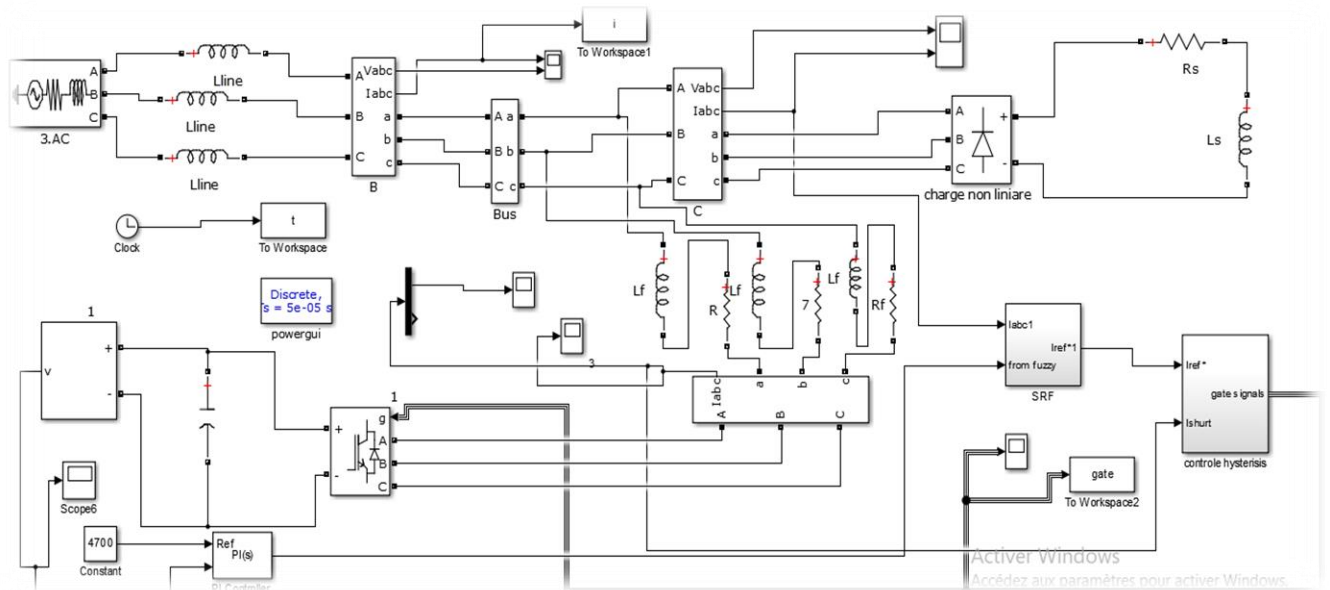 i
To Workspace1
Lline
Lline
Lline
A
B
C
3.AC
A
B
C
Vabc
Iabc
a
b
c
B
A a
B b
C c
Bus
A
B
C
Vabc
Iabc
a
b
c
C
A
B
C
+
-
charge non liniare
Rs
Ls
Clock
t
To Workspace
Discrete,
s = 5e-05 s
powergui
Lf
R
Lf
7
Lf
Rf
3
Iabc
a
b
c
A
B
C
1
v
+
-
1
g
+
-
A
B
C
Iabc1
from fuzzy
Iref*1
SRF
Iref*
Ishurt
gate signals
controle hysterisis
gate
To Workspace2
Scope6
4700
Constant
Ref
PI(s)
PI Controller
Activer Windows
Accédez aux paramètres pour activer Windows.